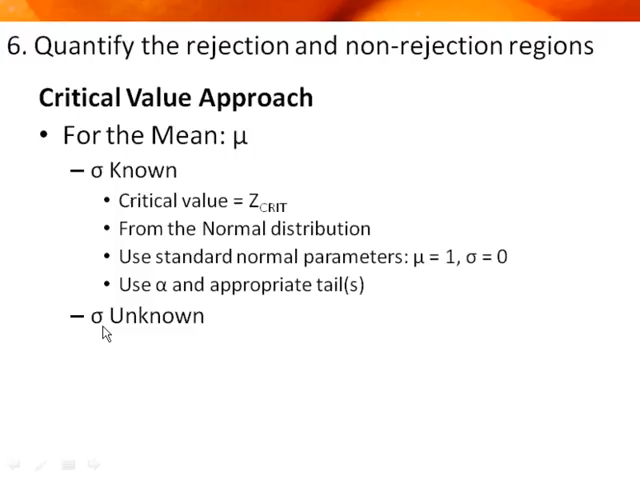 6. Quantify the rejection and non-rejection regions
Critical Value Approach
• For the Mean: μ
– σ Known
• Critical value = Z_CRIT
• From the Normal distribution
• Use standard normal parameters: μ = 1, σ = 0
• Use α and appropriate tail(s)
– σ Unknown